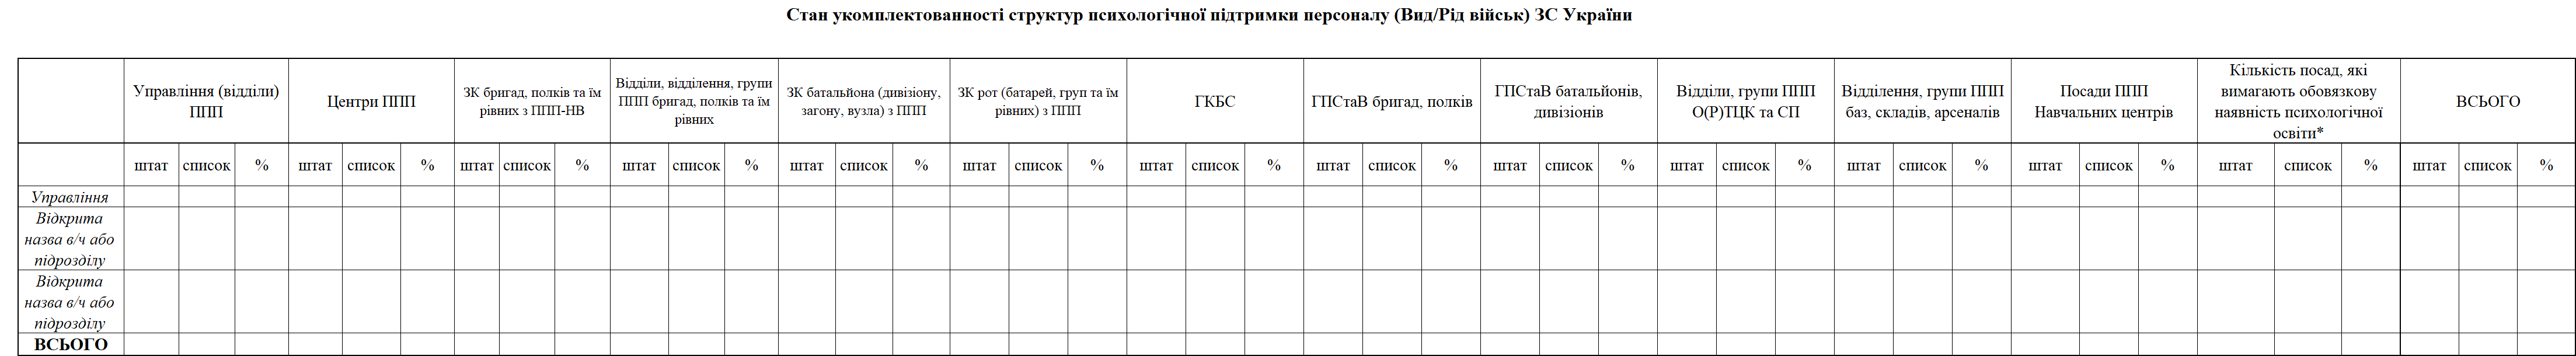 Стан укомплектованності структур психологічної підтримки персоналу (Вид/Рід військ) ЗС України
Управління (відділи)
ППП
Центри ППП
ЗК бригад, полків та їм
рівних з ППП-НВ
Відділи, відділення, групи
ППП бригад, полків та їм
рівних
ЗК батальйона (дивізіону,
загону, вузла) з ППП
ЗК рот (батарей, груп та їм
рівних) з ППП
ГКБС
ГПСтаВ бригад, полків
ГПСтаВ батальйонів,
дивізіонів
Відділи, групи ППП
О(Р)ТЦК та СП
Відділення, групи ППП
баз, складів, арсеналів
Посади ППП
Навчальних центрів
Кількість посад, які
вимагають обовязкову
наявність психологічної
освіти*
ВСЬОГО
штат список % штат список % штат список % штат список % штат список % штат список % штат список % штат список % штат список % штат список % штат список % штат список % штат список % штат список %
Управління
Відкрита
назва в/ч або
підрозділу
Відкрита
назва в/ч або
підрозділу
ВСЬОГО